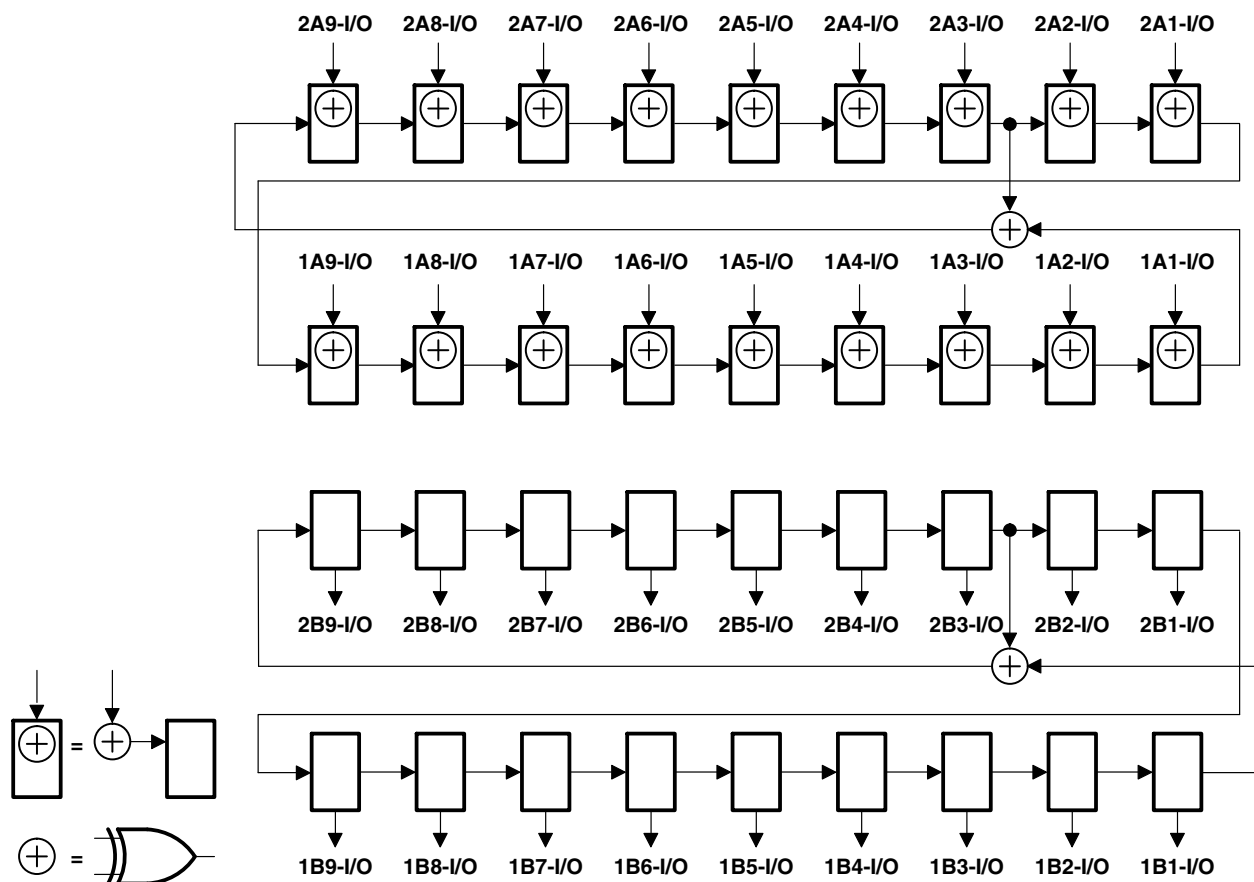 2A9-I/O 2A8-I/O 2A7-I/O 2A6-I/O 2A5-I/O 2A4-I/O 2A3-I/O 2A2-I/O 2A1-I/O
1A9-I/O 1A8-I/O 1A7-I/O 1A6-I/O 1A5-I/O 1A4-I/O 1A3-I/O 1A2-I/O 1A1-I/O
2B9-I/O 2B8-I/O 2B7-I/O 2B6-I/O 2B5-I/O 2B4-I/O 2B3-I/O 2B2-I/O 2B1-I/O
=
=
1B9-I/O 1B8-I/O 1B7-I/O 1B6-I/O 1B5-I/O 1B4-I/O 1B3-I/O 1B2-I/O 1B1-I/O